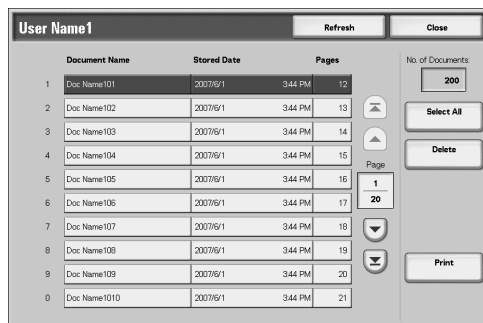 User Name1 Refresh Close
Document Name Stored Date Pages No. of Documents:
200
1 Doc Name101 2007/6/1 3:44 PM 12
2 Doc Name102 2007/6/1 3:44 PM 13
Select All
3 Doc Name103 2007/6/1 3:44 PM 14
4 Doc Name104 2007/6/1 3:44 PM 15
Delete
Page
5 Doc Name105 2007/6/1 3:44 PM 16
1
6 Doc Name106 2007/6/1 3:44 PM 17
20
7 Doc Name107 2007/6/1 3:44 PM 18
8 Doc Name108 2007/6/1 3:44 PM 19
9 Doc Name109 2007/6/1 3:44 PM 20
Print
0 Doc Name1010 2007/6/1 3:44 PM 21